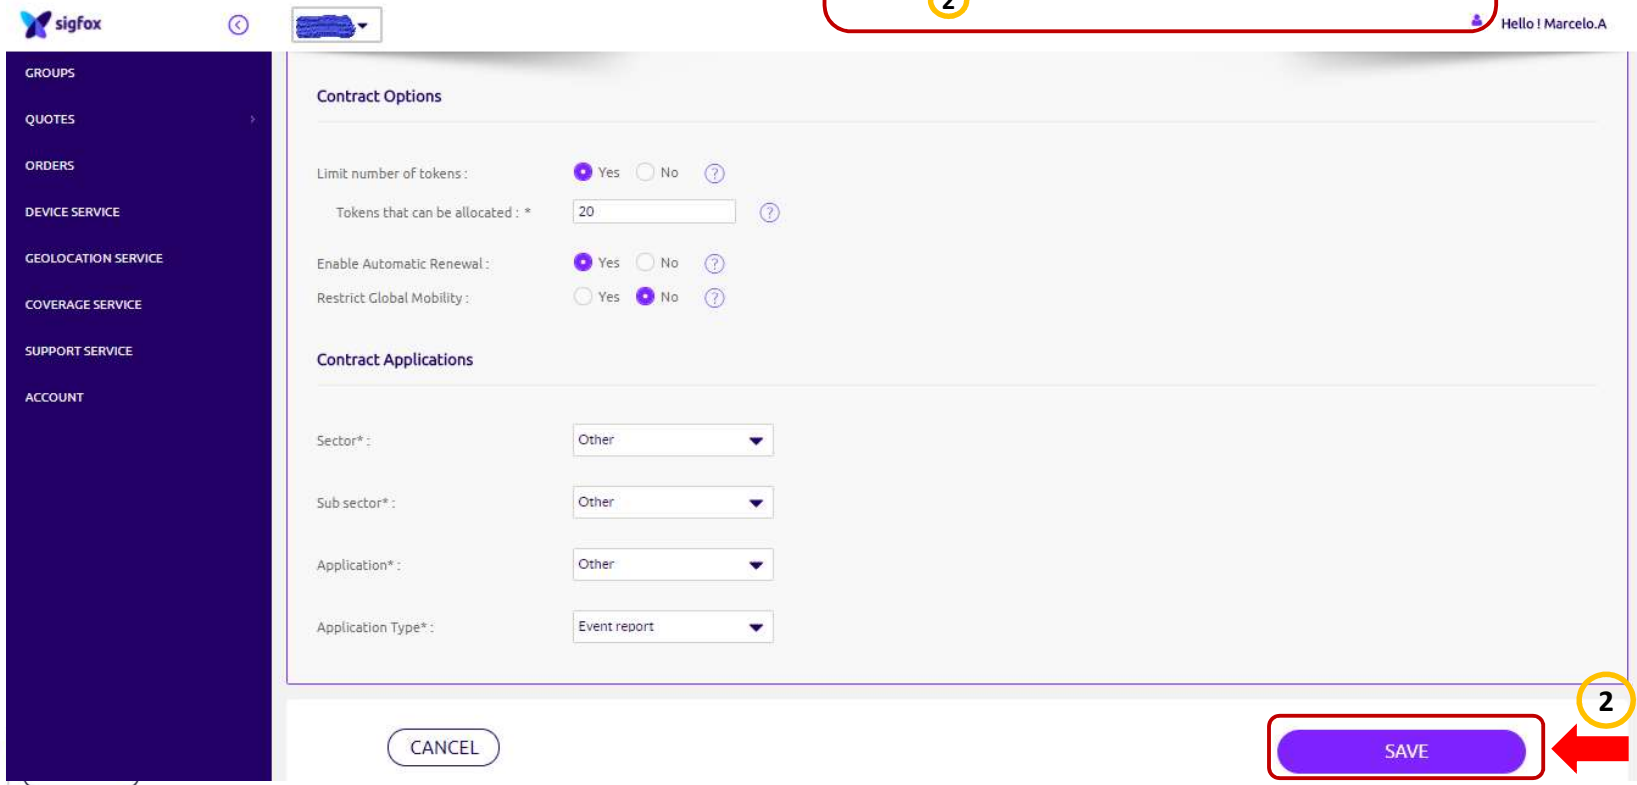 2
sigfox
Hello ! Marcelo.A
GROUPS
QUOTES
ORDERS
DEVICE SERVICE
GEOLOCATION SERVICE
COVERAGE SERVICE
SUPPORT SERVICE
ACCOUNT
Contract Options
Limit number of tokens : Yes No ?
Tokens that can be allocated : * 20 ?
Enable Automatic Renewal : Yes No ?
Restrict Global Mobility : Yes No ?
Contract Applications
Sector* : Other
Sub sector* : Other
Application* : Other
Application Type* : Event report
2
CANCEL
SAVE